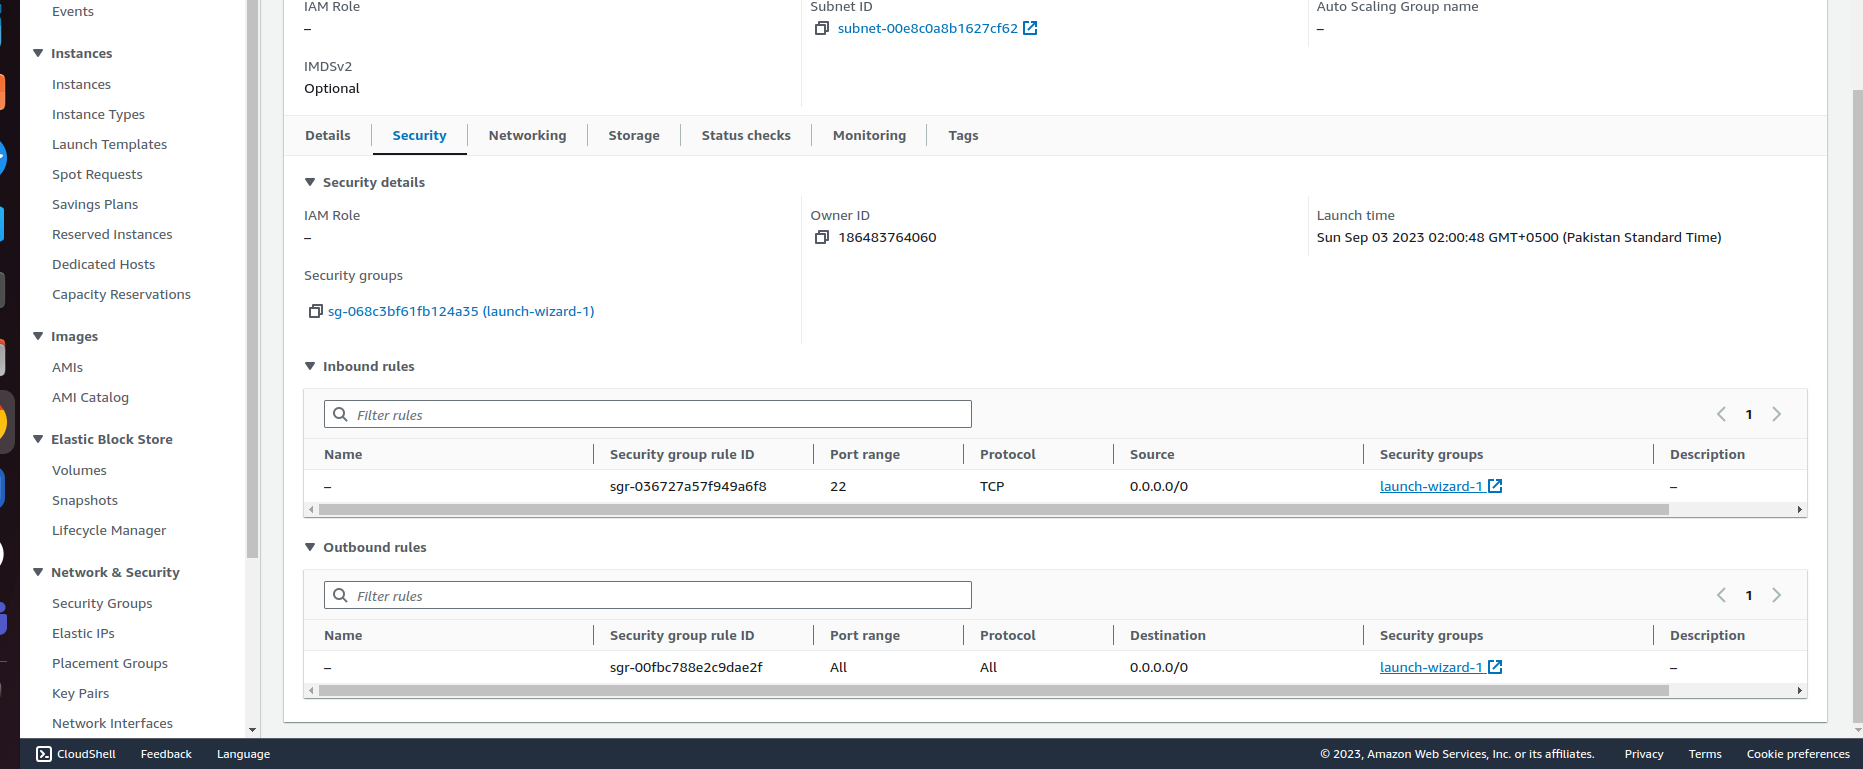 Events
Instances
Instances
Instance Types
Launch Templates
Spot Requests
Savings Plans
Reserved Instances
Dedicated Hosts
Capacity Reservations
Images
AMIs
AMI Catalog
Elastic Block Store
Volumes
Snapshots
Lifecycle Manager
Network & Security
Security Groups
Elastic IPs
Placement Groups
Key Pairs
Network Interfaces
IAM Role
–
Subnet ID
subnet-00e8c0a8b1627cf62
Auto Scaling Group name
–
IMDSv2
Optional
Details Security Networking Storage Status checks Monitoring Tags
Security details
IAM Role
–
Owner ID
186483764060
Launch time
Sun Sep 03 2023 02:00:48 GMT+0500 (Pakistan Standard Time)
Security groups
sg-068c3bf61fb124a35 (launch-wizard-1)
Inbound rules
Filter rules 1
Name Security group rule ID Port range Protocol Source Security groups Description
– sgr-036727a57f949a6f8 22 TCP 0.0.0.0/0 launch-wizard-1 –
Outbound rules
Filter rules 1
Name Security group rule ID Port range Protocol Destination Security groups Description
– sgr-00fbc788e2c9dae2f All All 0.0.0.0/0 launch-wizard-1 –
CloudShell Feedback Language © 2023, Amazon Web Services, Inc. or its affiliates. Privacy Terms Cookie preferences